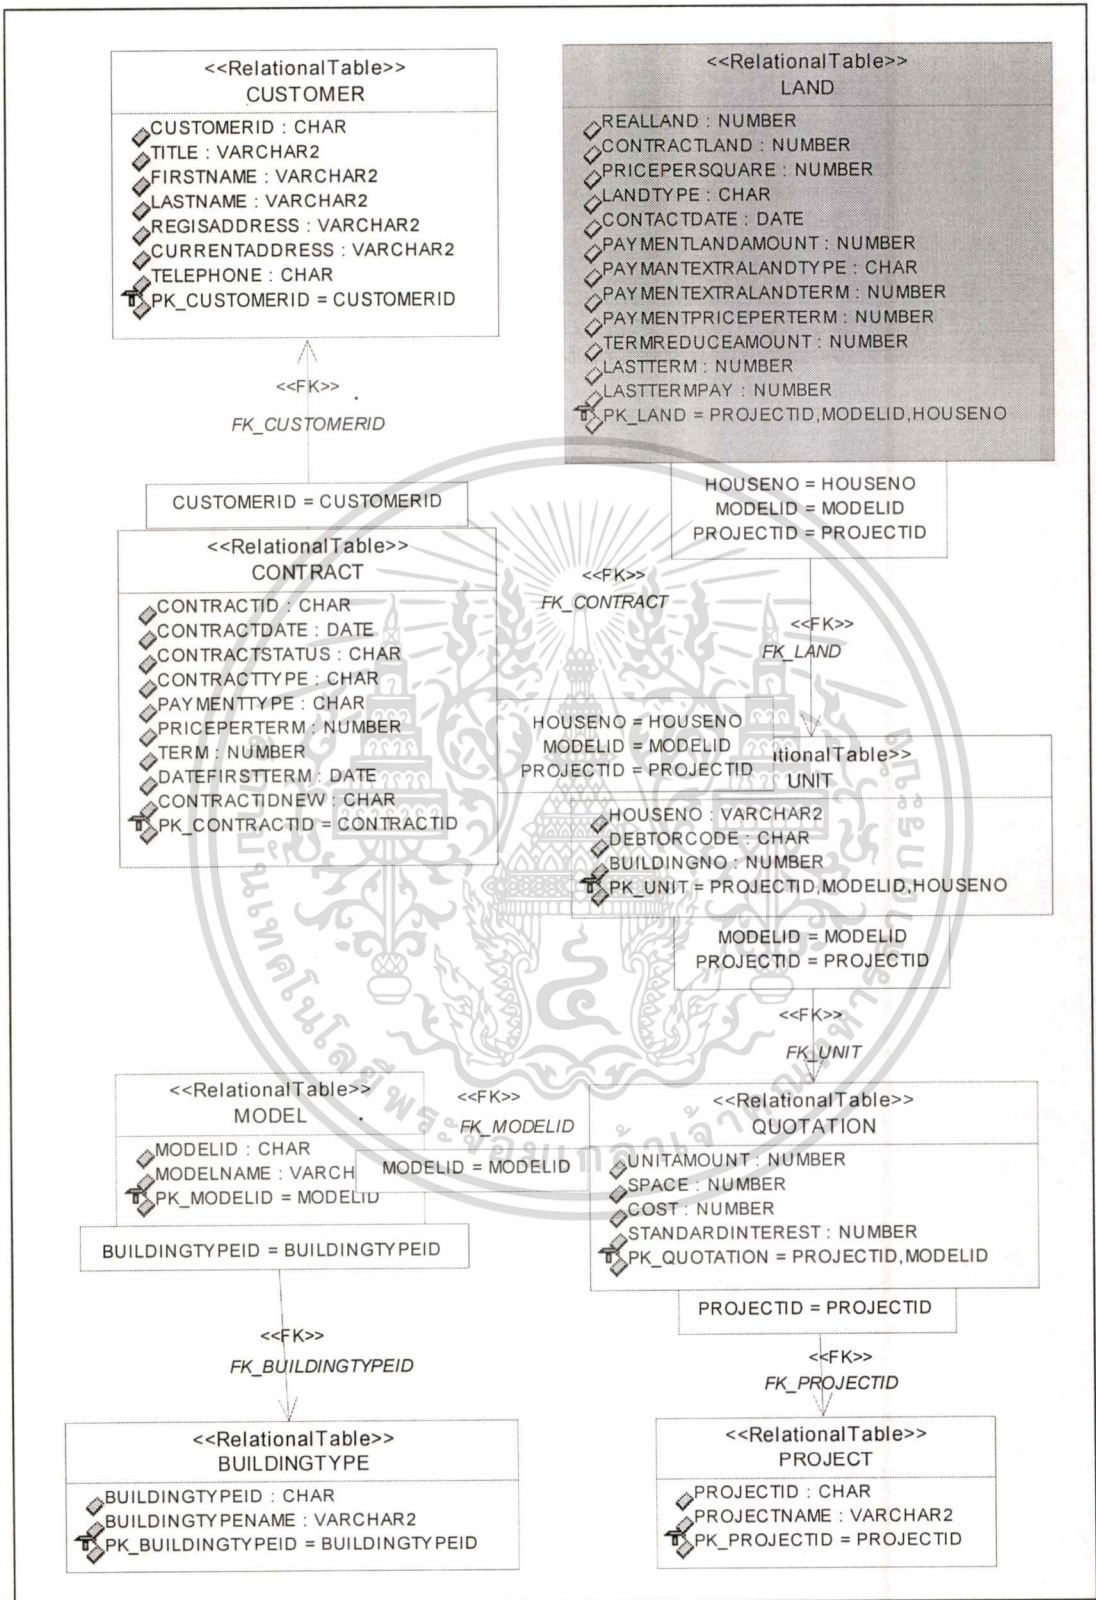 <<RelationalTable>>
CUSTOMER
CUSTOMERID : CHAR
TITLE : VARCHAR2
FIRSTNAME : VARCHAR2
LASTNAME : VARCHAR2
REGISADDRESS : VARCHAR2
CURRENTADDRESS : VARCHAR2
TELEPHONE : CHAR
PK_CUSTOMERID = CUSTOMERID
<<RelationalTable>>
LAND
REALLAND : NUMBER
CONTRACTLAND : NUMBER
PRICEPERSQUARE : NUMBER
LANDTYPE : CHAR
CONTACTDATE : DATE
PAYMENTLANDAMOUNT : NUMBER
PAYMANTEXTRALANDTYPE : CHAR
PAYMENTEXTRALANDTERM : NUMBER
PAYMENTPRICEPERTERM : NUMBER
TERMREDUCEAMOUNT : NUMBER
LASTTERM : NUMBER
LASTTERMPAY : NUMBER
PK_LAND = PROJECTID,MODELID,HOUSENO
<<FK>>
FK_CUSTOMERID
CUSTOMERID = CUSTOMERID
HOUSENO = HOUSENO
MODELID = MODELID
PROJECTID = PROJECTID
<<RelationalTable>>
CONTRACT
CONTRACTID : CHAR
CONTRACTDATE : DATE
CONTRACTSTATUS : CHAR
CONTRACTTYPE : CHAR
PAYMENTTYPE : CHAR
PRICEPERTERM : NUMBER
TERM : NUMBER
DATEFIRSTTERM : DATE
CONTRACTIDNEW : CHAR
PK_CONTRACTID = CONTRACTID
<<FK>>
FK_CONTRACT
<<FK>>
FK_LAND
HOUSENO = HOUSENO
MODELID = MODELID
PROJECTID = PROJECTID
ationalTable>>
UNIT
HOUSENO : VARCHAR2
DEBTORCODE : CHAR
BUILDINGNO : NUMBER
PK_UNIT = PROJECTID,MODELID,HOUSENO
MODELID = MODELID
PROJECTID = PROJECTID
<<FK>>
FK_UNIT
<<RelationalTable>>
MODEL
MODELID : CHAR
MODELNAME : VARCH
PK_MODELID = MODELID
<<FK>>
FK_MODELID
MODELID = MODELID
<<RelationalTable>>
QUOTATION
UNITAMOUNT : NUMBER
SPACE : NUMBER
COST : NUMBER
STANDARDINTEREST : NUMBER
PK_QUOTATION = PROJECTID,MODELID
BUILDINGTYPEID = BUILDINGTYPEID
PROJECTID = PROJECTID
<<FK>>
FK_BUILDINGTYPEID
<<FK>>
FK_PROJECTID
<<RelationalTable>>
BUILDINGTYPE
BUILDINGTYPEID : CHAR
BUILDINGTYPENAME : VARCHAR2
PK_BUILDINGTYPEID = BUILDINGTYPEID
<<RelationalTable>>
PROJECT
PROJECTID : CHAR
PROJECTNAME : VARCHAR2
PK_PROJECTID = PROJECTID